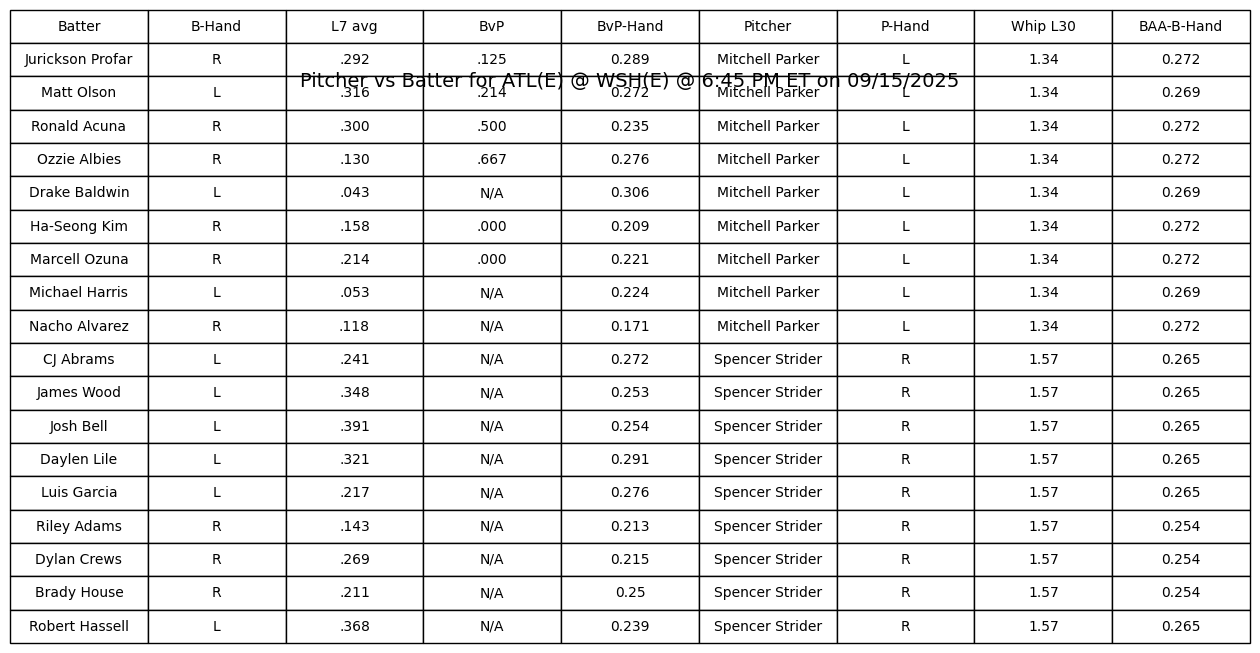 Batter B-Hand L7 avg BvP BvP-Hand Pitcher P-Hand Whip L30 BAA-B-Hand
Jurickson Profar R .292 .125 0.289 Mitchell Parker L 1.34 0.272
Pitcher vs Batter for ATL(E) @ WSH(E) @ 6:45 PM ET on 09/15/2025
Matt Olson L .316 .214 0.272 Mitchell Parker L 1.34 0.269
Ronald Acuna R .300 .500 0.235 Mitchell Parker L 1.34 0.272
Ozzie Albies R .130 .667 0.276 Mitchell Parker L 1.34 0.272
Drake Baldwin L .043 N/A 0.306 Mitchell Parker L 1.34 0.269
Ha-Seong Kim R .158 .000 0.209 Mitchell Parker L 1.34 0.272
Marcell Ozuna R .214 .000 0.221 Mitchell Parker L 1.34 0.272
Michael Harris L .053 N/A 0.224 Mitchell Parker L 1.34 0.269
Nacho Alvarez R .118 N/A 0.171 Mitchell Parker L 1.34 0.272
CJ Abrams L .241 N/A 0.272 Spencer Strider R 1.57 0.265
James Wood L .348 N/A 0.253 Spencer Strider R 1.57 0.265
Josh Bell L .391 N/A 0.254 Spencer Strider R 1.57 0.265
Daylen Lile L .321 N/A 0.291 Spencer Strider R 1.57 0.265
Luis Garcia L .217 N/A 0.276 Spencer Strider R 1.57 0.265
Riley Adams R .143 N/A 0.213 Spencer Strider R 1.57 0.254
Dylan Crews R .269 N/A 0.215 Spencer Strider R 1.57 0.254
Brady House R .211 N/A 0.25 Spencer Strider R 1.57 0.254
Robert Hassell L .368 N/A 0.239 Spencer Strider R 1.57 0.265